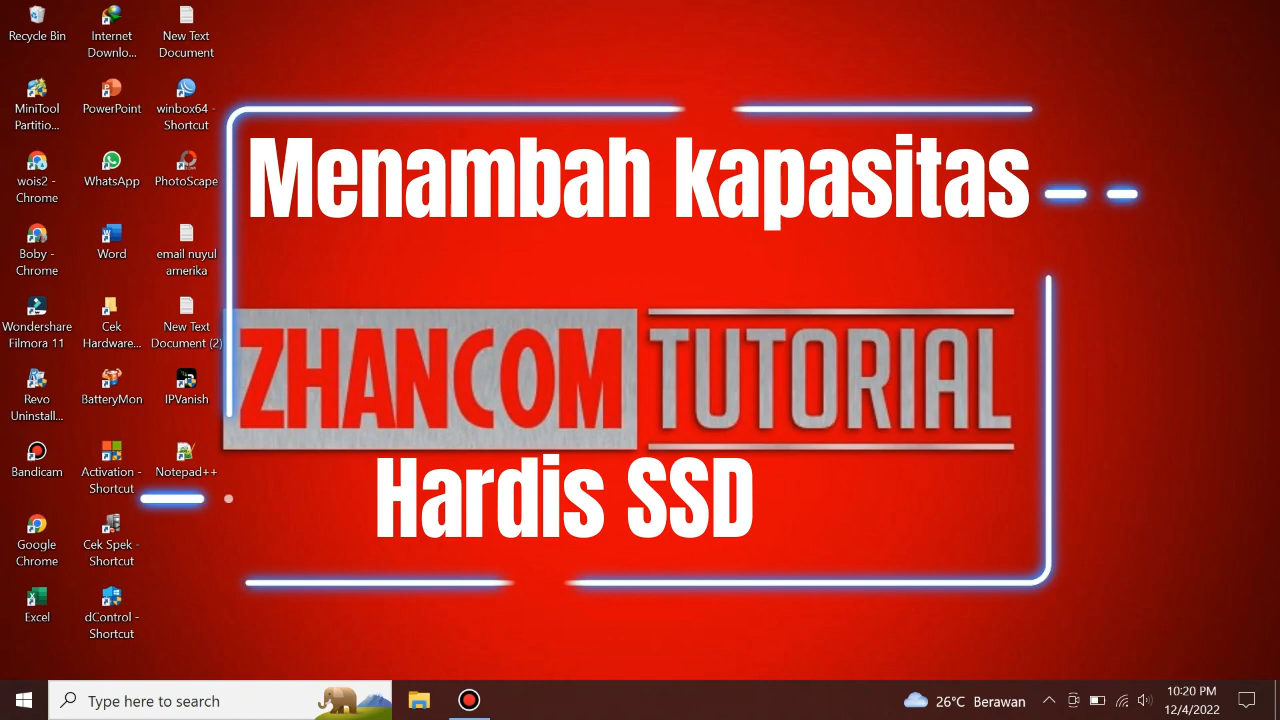 Recycle Bin
Internet
Downlo...
New Text
Document
MiniTool
Partitio...
PowerPoint
winbox64 -
Shortcut
wois2 -
Chrome
WhatsApp
PhotoScape
Boby -
Chrome
Word
email nuyul
amerika
Wondershare
Filmora 11
Cek
Hardware...
New Text
Document (2)
Revo
Uninstall...
BatteryMon
IPVanish
Bandicam
Activation -
Shortcut
Notepad++
Google
Chrome
Cek Spek -
Shortcut
Excel
dControl -
Shortcut
Menambah kapasitas
ZHANCOM TUTORIAL
Hardis SSD
Type here to search
26°C Berawan
10:20 PM
12/4/2022